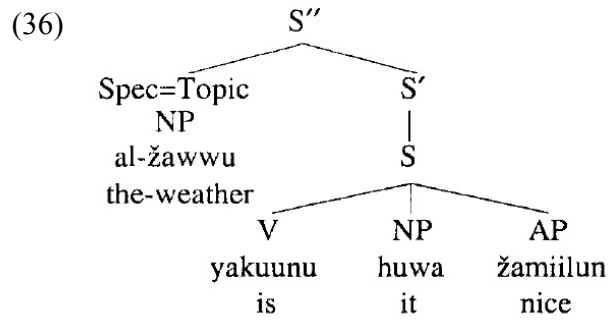 (36) S″
Spec=Topic S′
NP
al-žawwu S
the-weather
V NP AP
yakuunu huwa žamiilun
is it nice